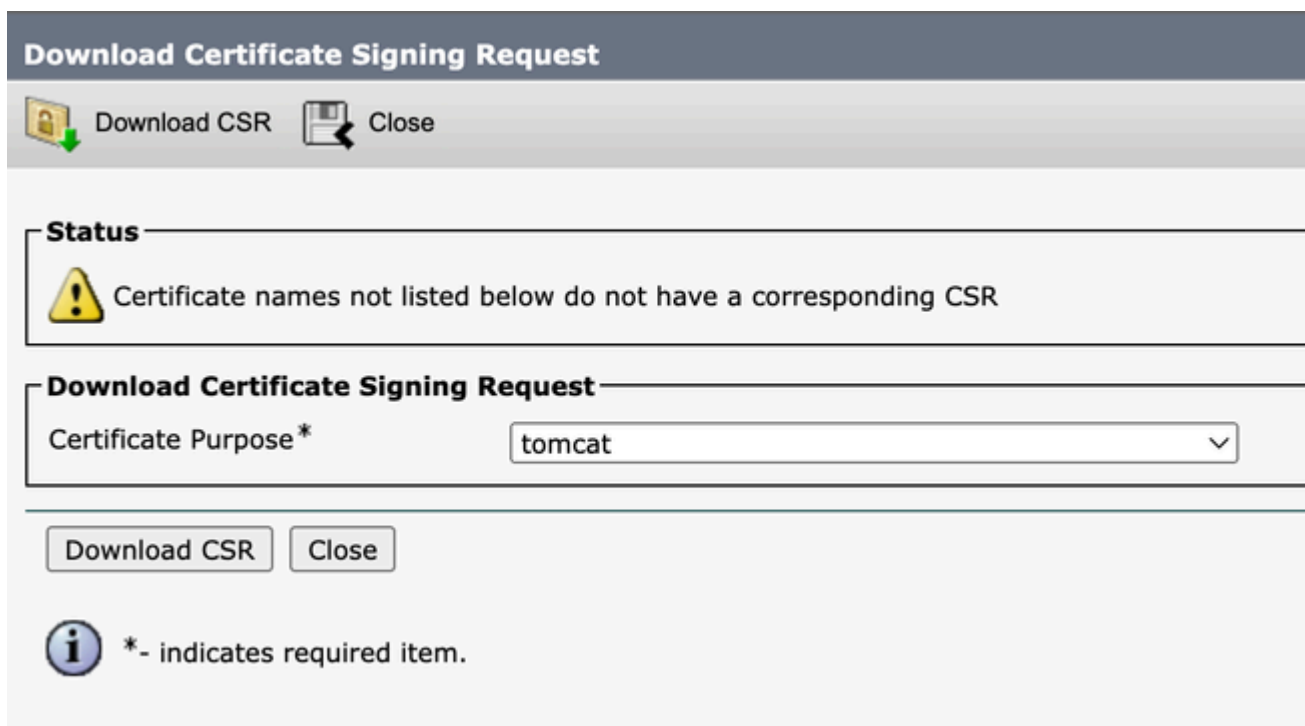 Download Certificate Signing Request
Download CSR Close
Status
Certificate names not listed below do not have a corresponding CSR
Download Certificate Signing Request
Certificate Purpose* tomcat
Download CSR Close
*- indicates required item.